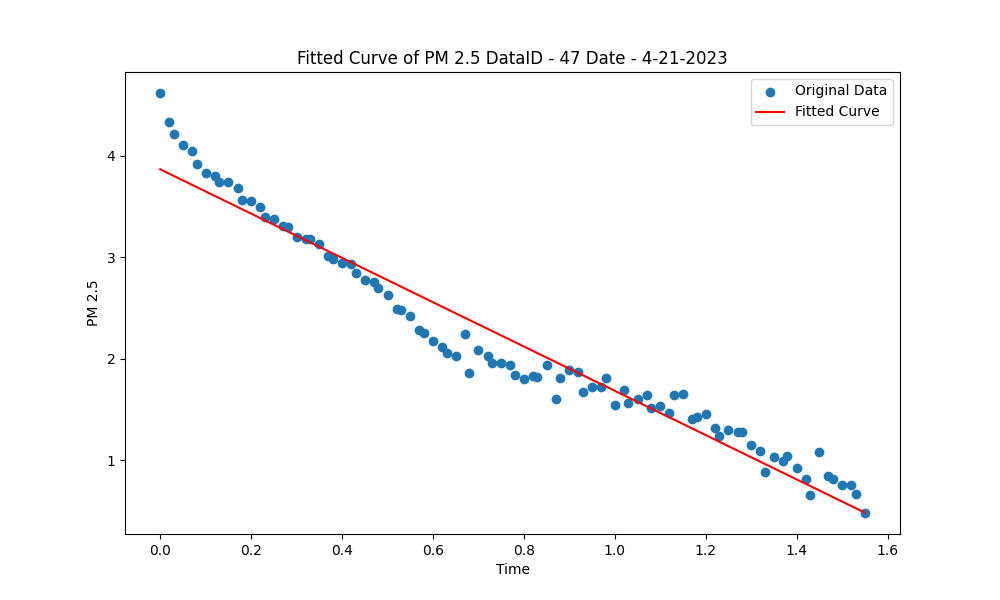 Fitted Curve of PM 2.5 DataID - 47 Date - 4-21-2023
Original Data
Fitted Curve
PM 2.5
4
3
2
1
0.0 0.2 0.4 0.6 0.8 1.0 1.2 1.4 1.6
Time